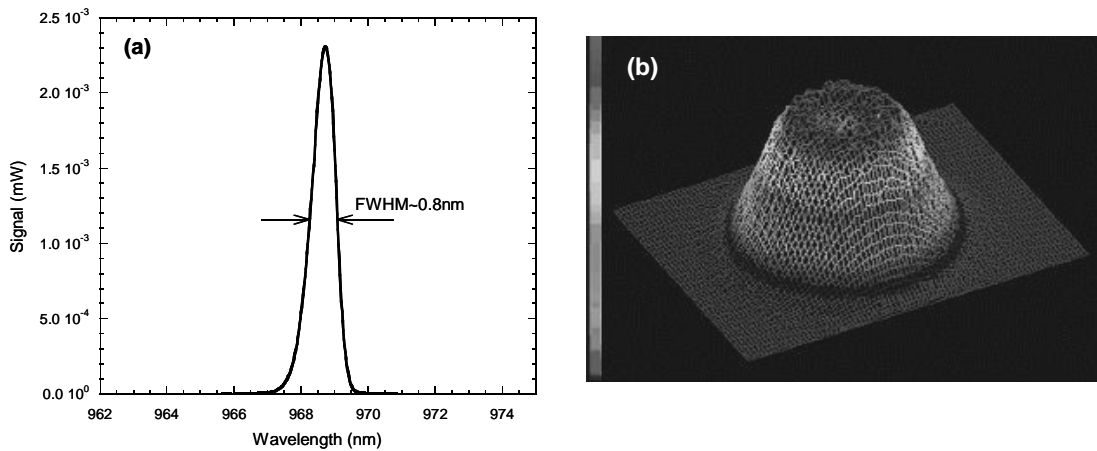 (a)
2.5 10⁻³
2.0 10⁻³
1.5 10⁻³
1.0 10⁻³
5.0 10⁻⁴
0.0 10⁰
Signal (mW)
FWHM~0.8nm
962 964 966 968 970 972 974
Wavelength (nm)
(b)